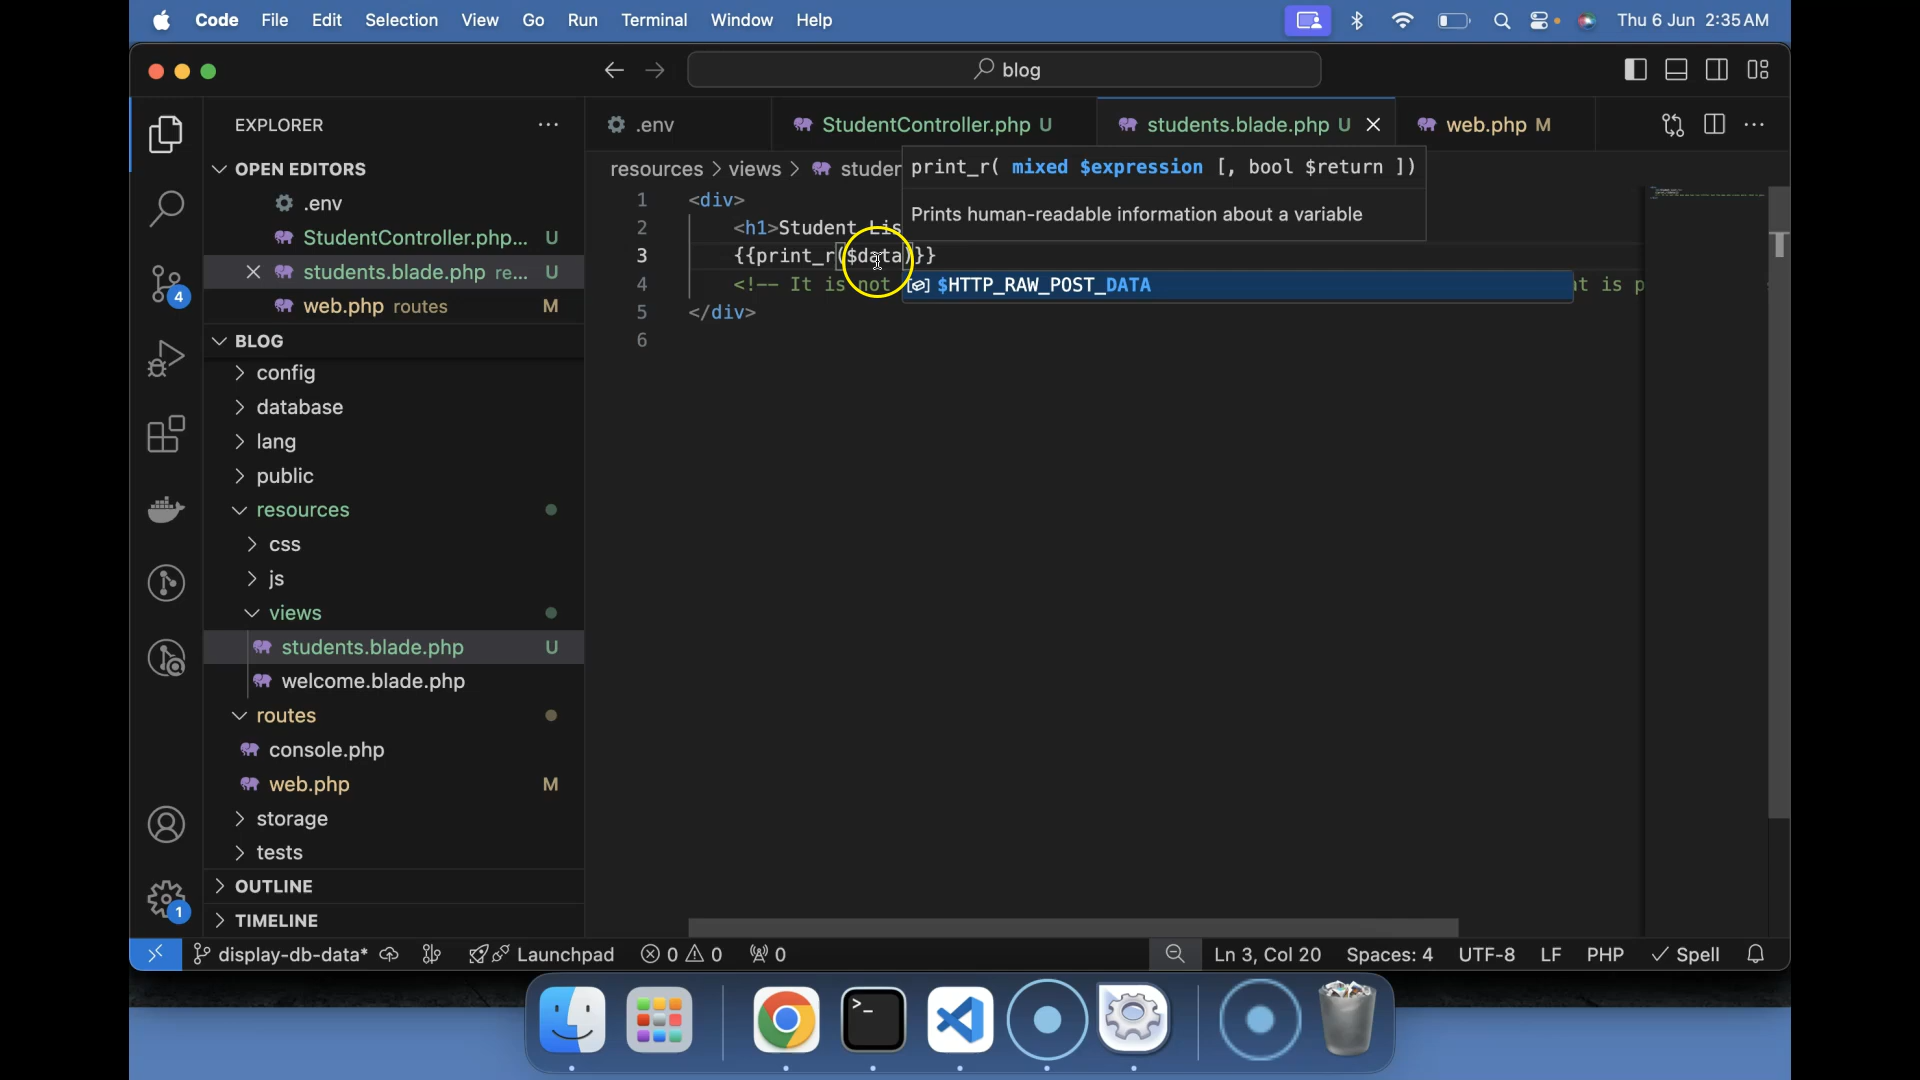 Code File Edit Selection View Go Run Terminal Window Help Thu 6 Jun 2:35 AM
blog
EXPLORER
.env StudentController.php U students.blade.php U web.php M
OPEN EDITORS
resources > views >
print_r( mixed $expression [, bool $return ])
Prints human-readable information about a variable
.env
StudentController.php... U
students.blade.php re... U
web.php routes M
1 <div>
2 <h1>Student
3 {{print_r($data)}}
4 <!-- It is not
$HTTP_RAW_POST_DATA
is
5 </div>
6
BLOG
config
database
lang
public
resources
css
js
views
students.blade.php U
welcome.blade.php
routes
console.php
web.php M
storage
tests
OUTLINE
TIMELINE
4
1
display-db-data* Launchpad 0 0 0 Ln 3, Col 20 Spaces: 4 UTF-8 LF PHP Spell
>_